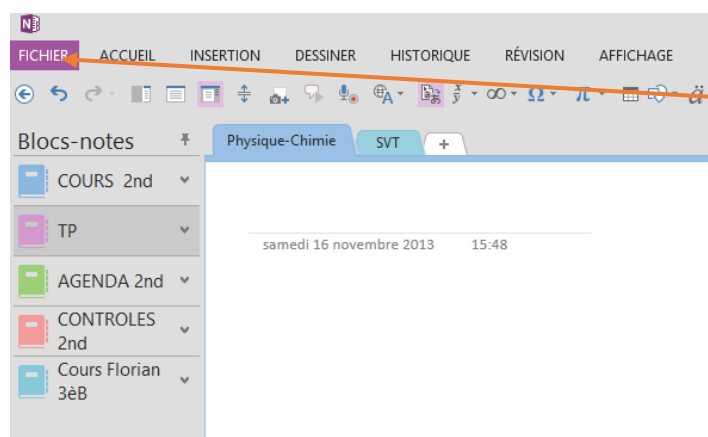 FICHIER ACCUEIL INSERTION DESSINER HISTORIQUE RÉVISION AFFICHAGE
Blocs-notes
Physique-Chimie SVT +
COURS 2nd
TP
samedi 16 novembre 2013 15:48
AGENDA 2nd
CONTROLES
2nd
Cours Florian
3èB